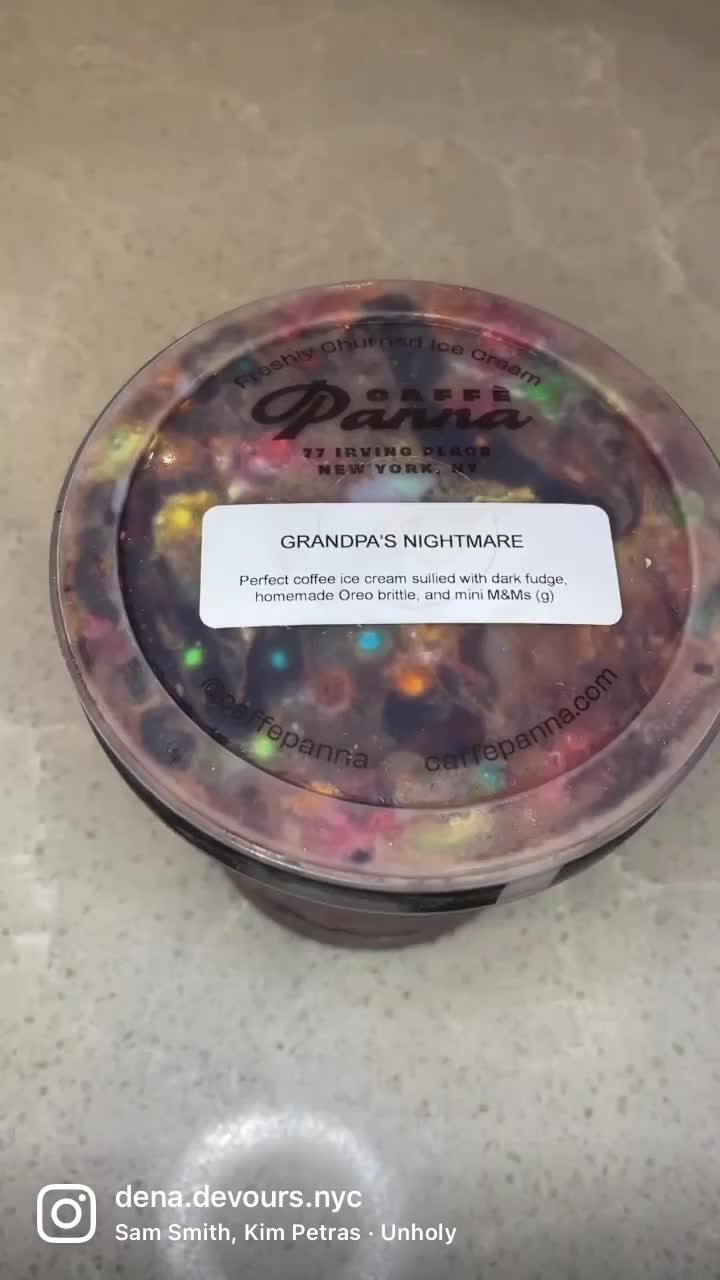 Freshly Churned Ice Cream
CAFFÈ
Panna
77 IRVING PLACE
NEW YORK, NY
GRANDPA'S NIGHTMARE
Perfect coffee ice cream sullied with dark fudge,
homemade Oreo brittle, and mini M&Ms (g)
@caffepanna
caffepanna.com
dena.devours.nyc
Sam Smith, Kim Petras · Unholy